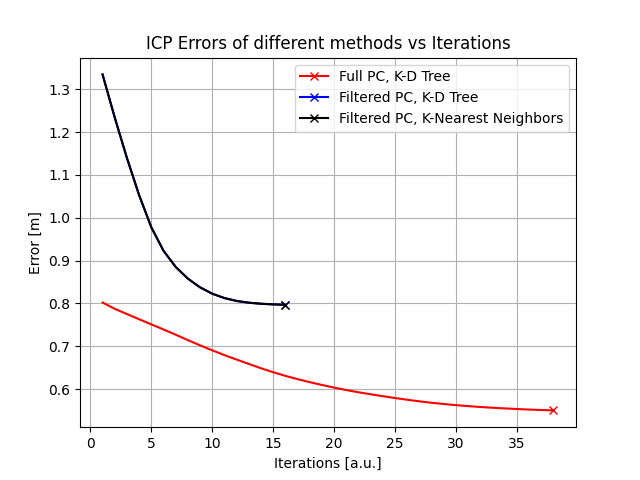 ICP Errors of different methods vs Iterations
Full PC, K-D Tree
Filtered PC, K-D Tree
Filtered PC, K-Nearest Neighbors
Error [m]
1.3
1.2
1.1
1.0
0.9
0.8
0.7
0.6
0 5 10 15 20 25 30 35
Iterations [a.u.]